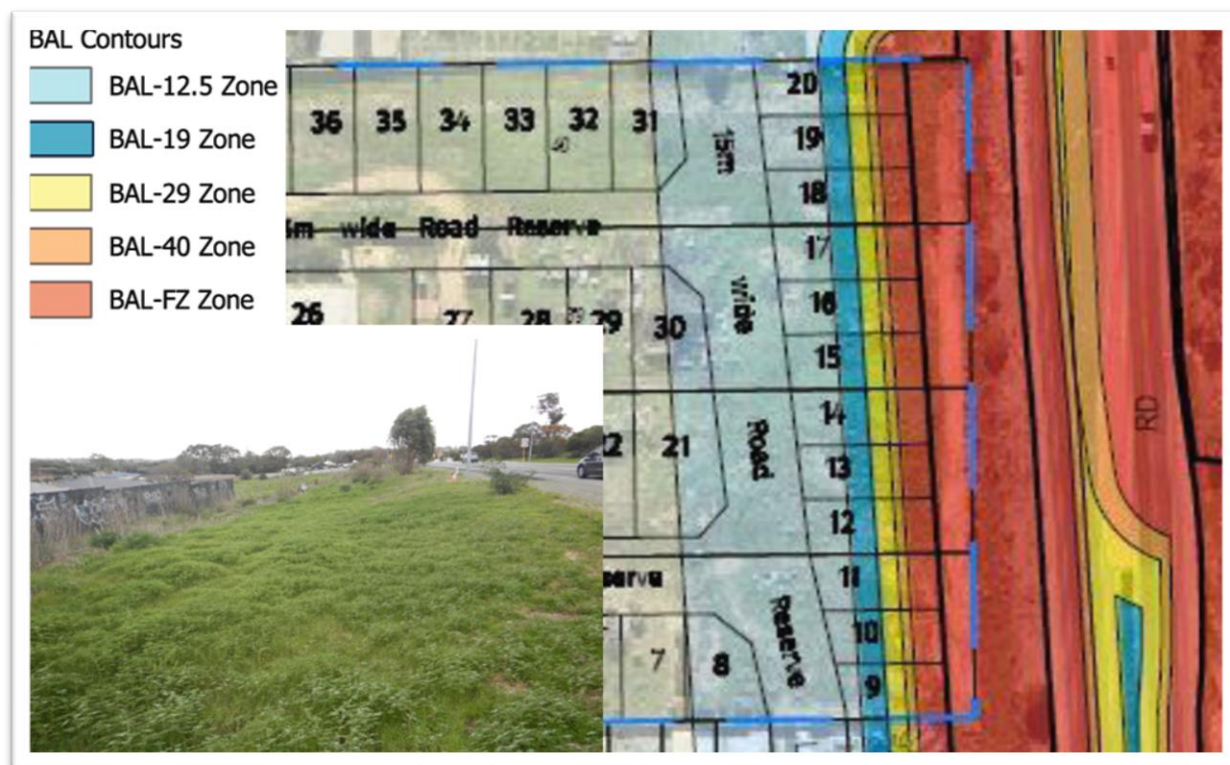 BAL Contours
BAL-12.5 Zone
BAL-19 Zone
BAL-29 Zone
BAL-40 Zone
BAL-FZ Zone
36 35 34 33 32 31
15m
20
19
18
wide Road Reserve
17
16
15
wide
26 27 28 29 30
14
13
12
21
Road
RD
11
10
9
Reserve
7 8